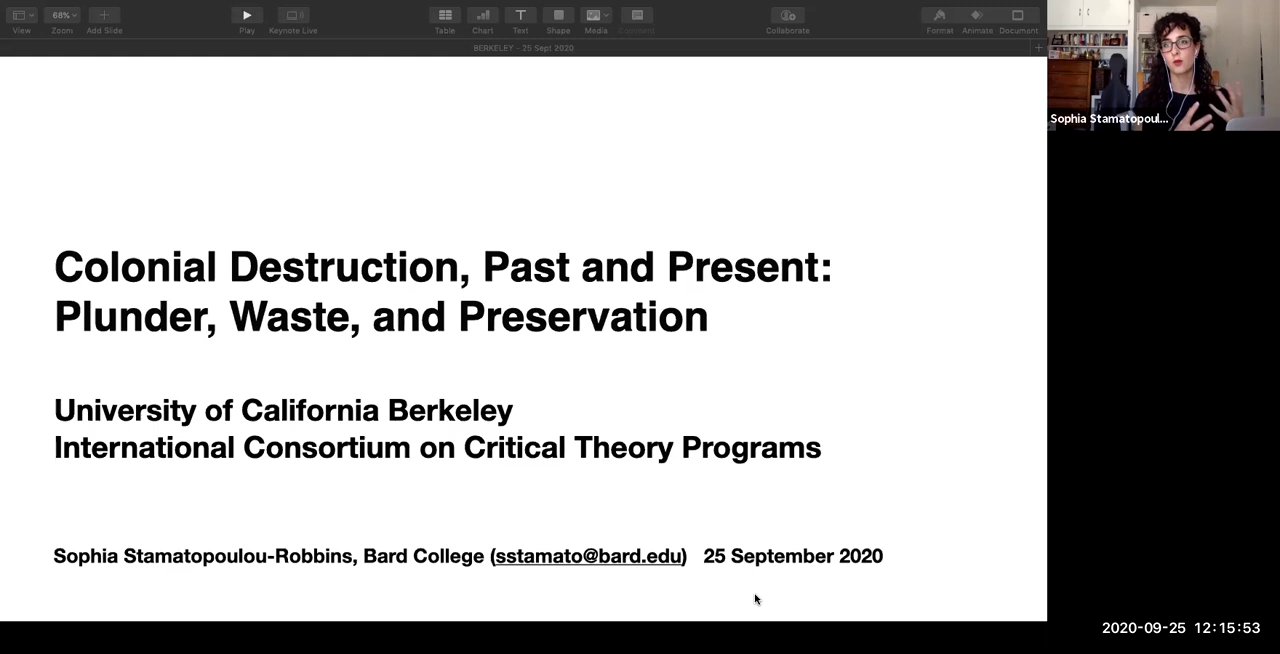 View
68%
Zoom
Add Slide
Play
Keynote Live
Table
Chart
Text
Shape
Media
Comment
Collaborate
Format
Animate
Document
BERKELEY - 25 Sept 2020
Sophia Stamatopoul...
Colonial Destruction, Past and Present:
Plunder, Waste, and Preservation
University of California Berkeley
International Consortium on Critical Theory Programs
Sophia Stamatopoulou-Robbins, Bard College (sstamato@bard.edu) 25 September 2020
2020-09-25 12:15:53